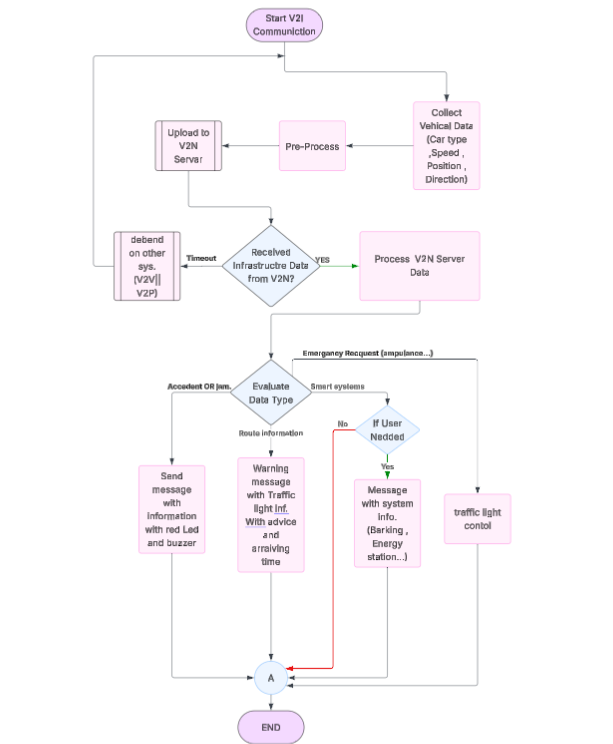 Start V2I
Communiction
Collect
Vehical Data
(Car type
,Speed ,
Position ,
Direction)
Pre-Process
Upload to
V2N
Servar
debend
on other
sys.
(V2V||
V2P)
Timeout
Received
Infrastructre Data
from V2N?
YES
Process V2N Server
Data
Emergancy Recquest (ampulance...)
Accedent OR jam.
Evaluate
Data Type
Smart systems
Route information
No
If User
Nedded
Yes
Send
message
with
information
with red Led
and buzzer
Warning
message
with Traffic
light Inf.
With advice
and
arraiving
time
Message
with system
info.
(Barking ,
Energy
station...)
traffic light
contol
A
END